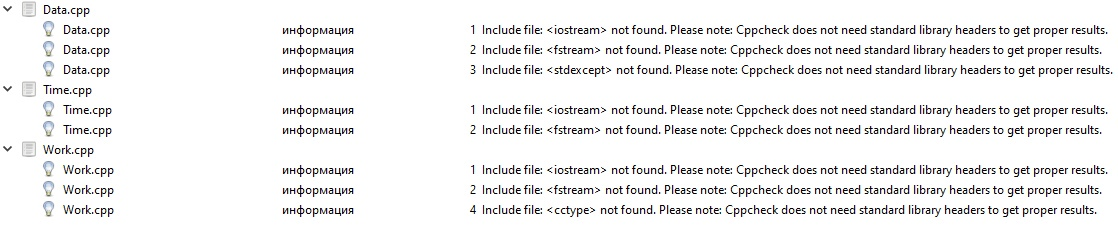 Data.cpp
Data.cpp информация 1 Include file: <iostream> not found. Please note: Cppcheck does not need standard library headers to get proper results.
Data.cpp информация 2 Include file: <fstream> not found. Please note: Cppcheck does not need standard library headers to get proper results.
Data.cpp информация 3 Include file: <stdexcept> not found. Please note: Cppcheck does not need standard library headers to get proper results.
Time.cpp
Time.cpp информация 1 Include file: <iostream> not found. Please note: Cppcheck does not need standard library headers to get proper results.
Time.cpp информация 2 Include file: <fstream> not found. Please note: Cppcheck does not need standard library headers to get proper results.
Work.cpp
Work.cpp информация 1 Include file: <iostream> not found. Please note: Cppcheck does not need standard library headers to get proper results.
Work.cpp информация 2 Include file: <fstream> not found. Please note: Cppcheck does not need standard library headers to get proper results.
Work.cpp информация 4 Include file: <cctype> not found. Please note: Cppcheck does not need standard library headers to get proper results.